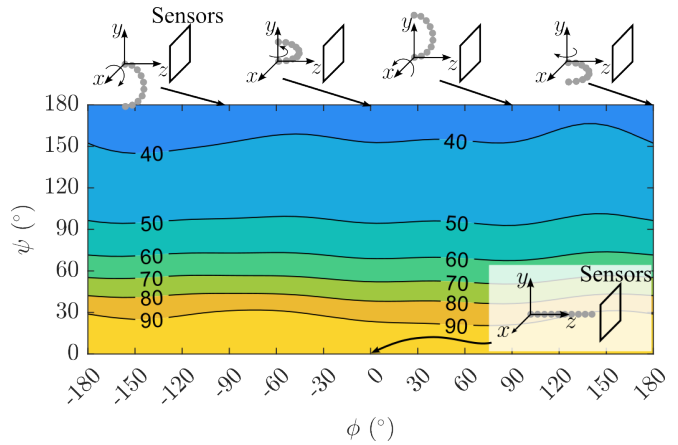 Sensors
y y y y
x z x z x z x z
180
150
120
90
60
30
0
ψ (°)
40 40
50 50
60 60
70 70
80 80
90 90
Sensors
y
x z
-180 -150 -120 -90 -60 -30 0 30 60 90 120 150 180
ϕ (°)